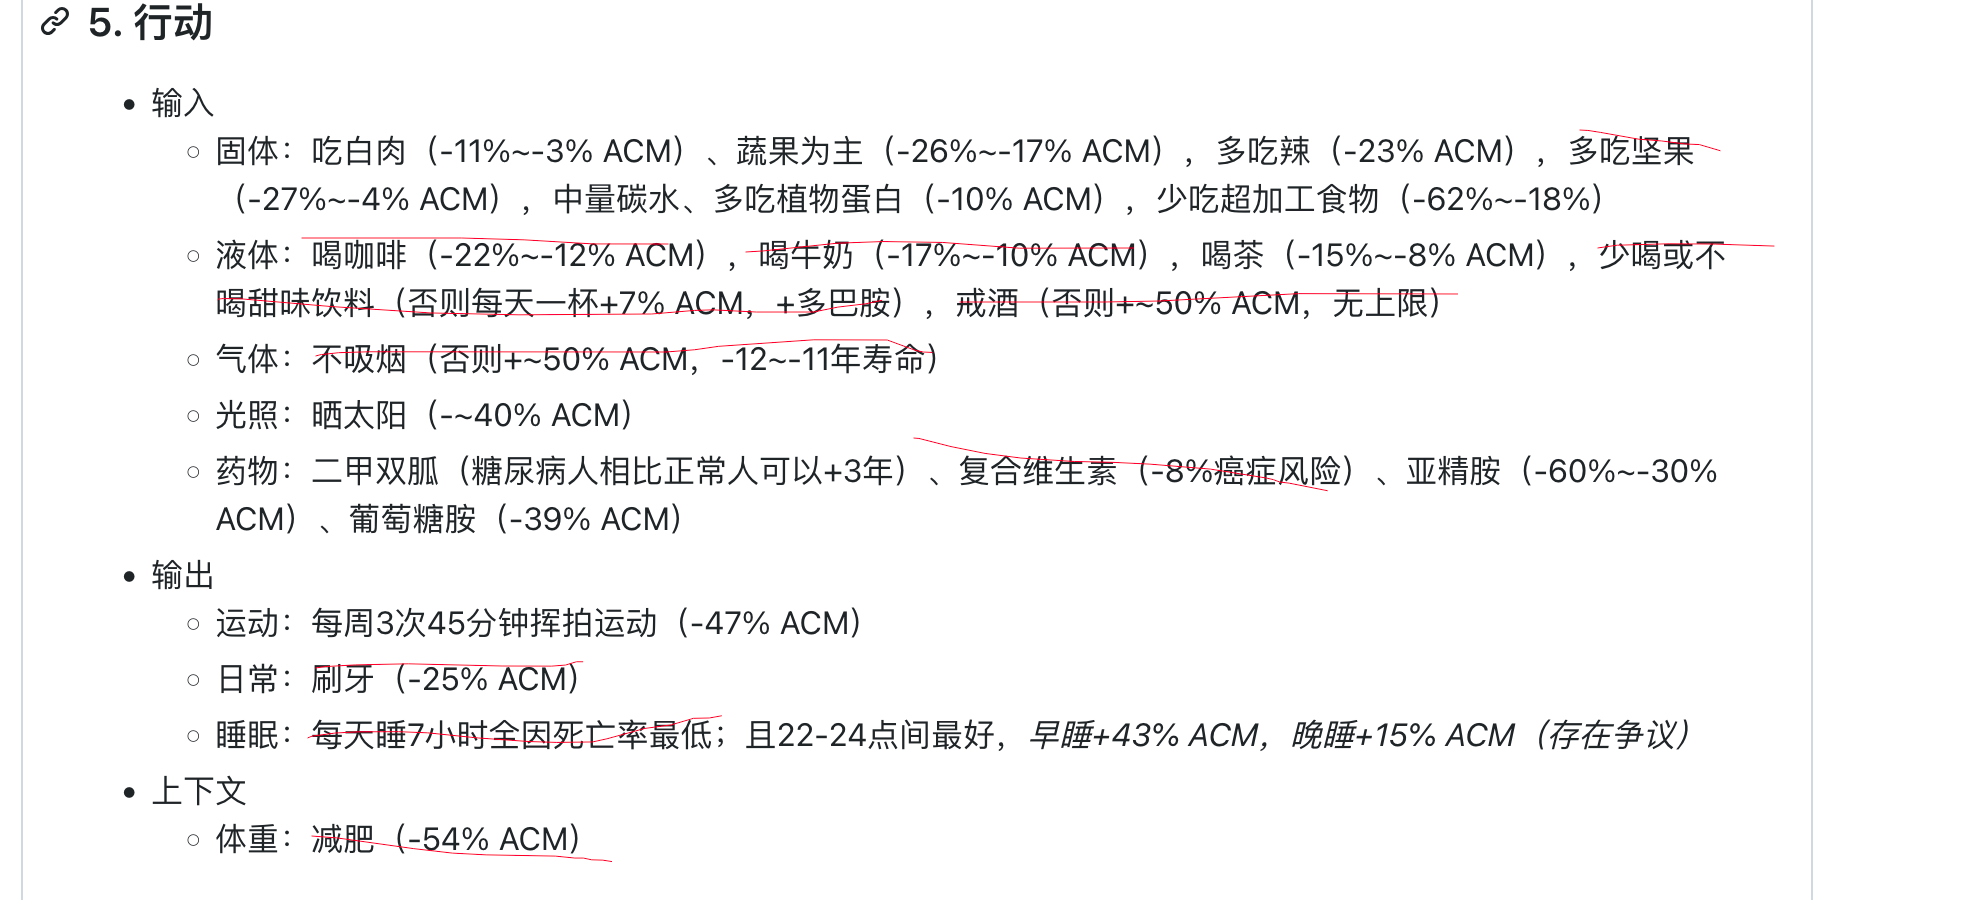 5. 行动
输入
固体：吃白肉（-11%~-3% ACM）、蔬果为主（-26%~-17% ACM），多吃辣（-23% ACM），多吃坚果
（-27%~-4% ACM），中量碳水、多吃植物蛋白（-10% ACM），少吃超加工食物（-62%~-18%）
液体：喝咖啡（-22%~-12% ACM），喝牛奶（-17%~-10% ACM），喝茶（-15%~-8% ACM），少喝或不
喝甜味饮料（否则每天一杯+7% ACM，+多巴胺），戒酒（否则+~50% ACM，无上限）
气体：不吸烟（否则+~50% ACM，-12~-11年寿命）
光照：晒太阳（-~40% ACM）
药物：二甲双胍（糖尿病人相比正常人可以+3年）、复合维生素（-8%癌症风险）、亚精胺（-60%~-30%
ACM）、葡萄糖胺（-39% ACM）
输出
运动：每周3次45分钟挥拍运动（-47% ACM）
日常：刷牙（-25% ACM）
睡眠：每天睡7小时全因死亡率最低；且22-24点间最好，早睡+43% ACM，晚睡+15% ACM（存在争议）
上下文
体重：减肥（-54% ACM）